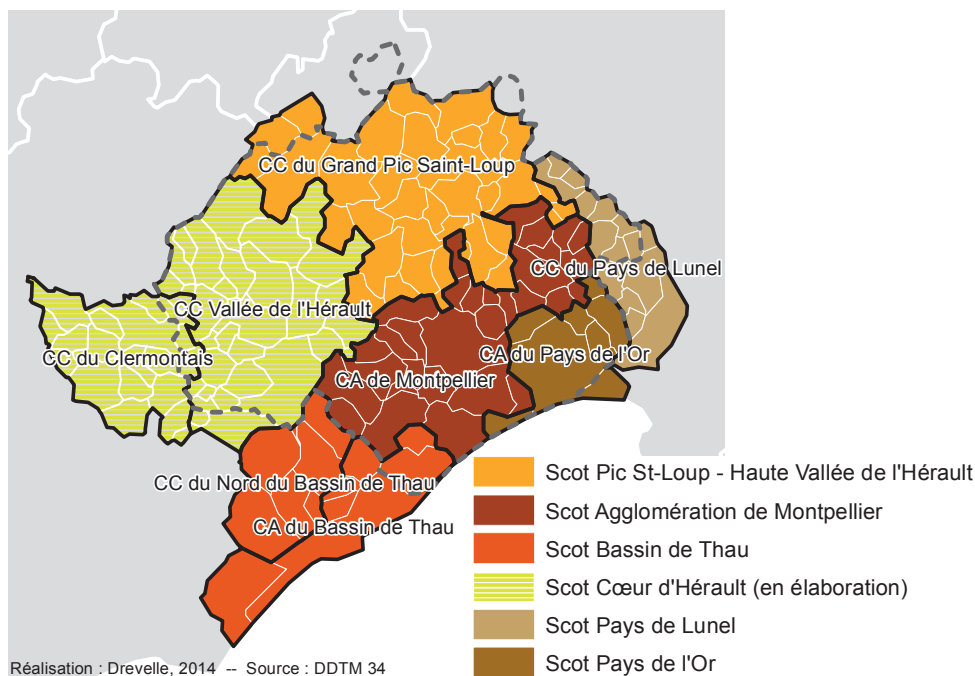 CC du Grand Pic Saint-Loup
CC du Pays de Lunel
CC Vallée de l'Hérault
CC du Clermontais
CA du Pays de l'Or
CA de Montpellier
CC du Nord du Bassin de Thau
CA du Bassin de Thau
Scot Pic St-Loup - Haute Vallée de l'Hérault
Scot Agglomération de Montpellier
Scot Bassin de Thau
Scot Cœur d'Hérault (en élaboration)
Scot Pays de Lunel
Scot Pays de l'Or
Réalisation : Drevelle, 2014 -- Source : DDTM 34